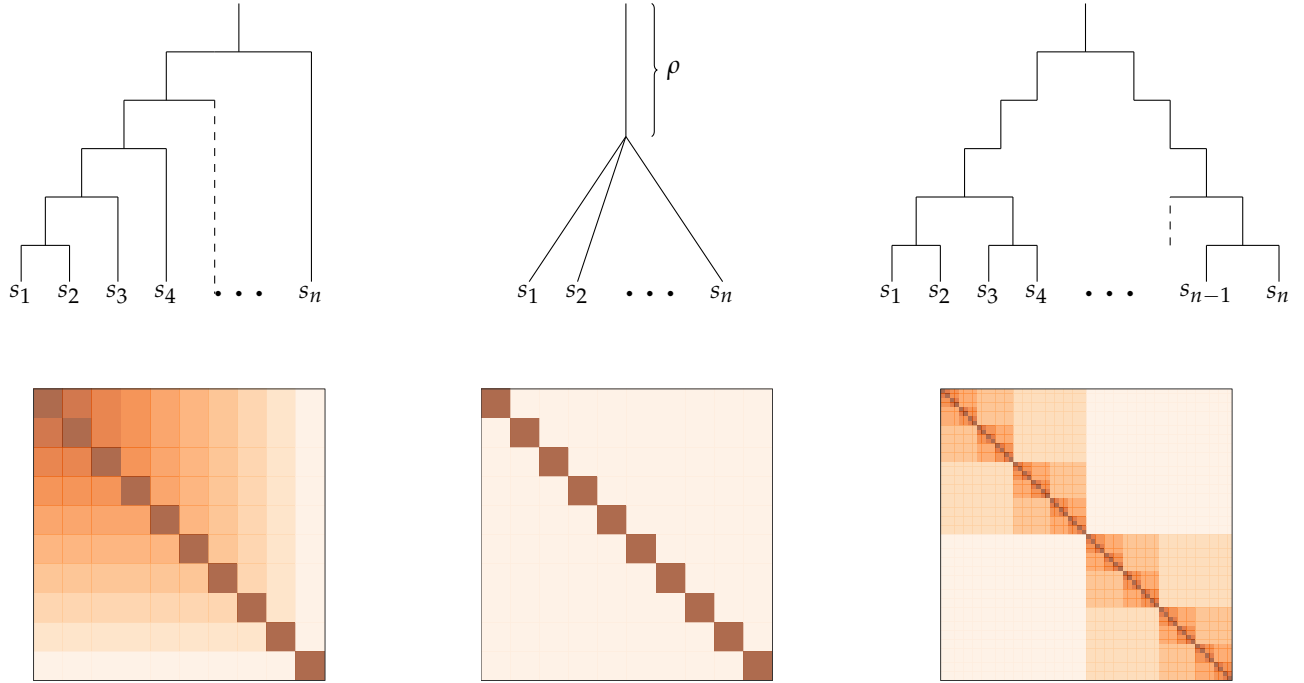 ρ
s₁ s₂ s₃ s₄ • • • sₙ
s₁ s₂ • • • sₙ
s₁ s₂ s₃ s₄ • • • sₙ₋₁ sₙ